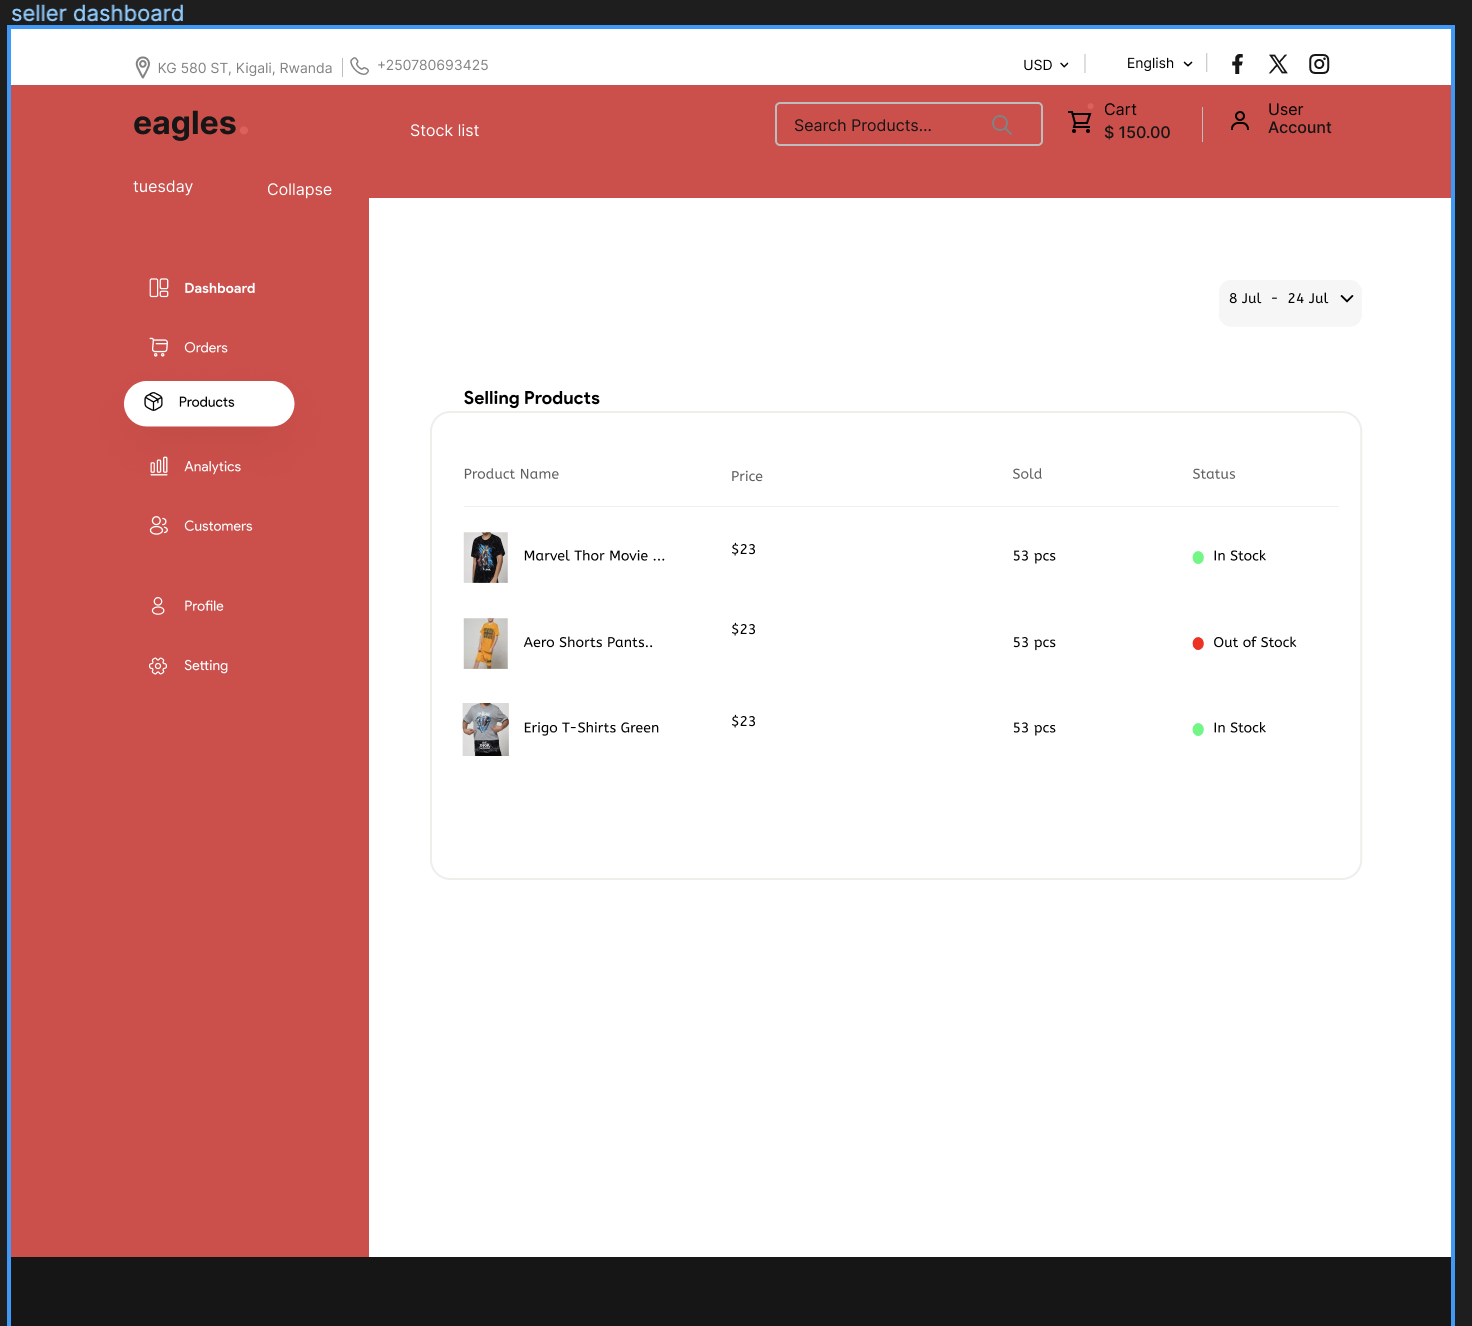 seller dashboard
KG 580 ST, Kigali, Rwanda
+250780693425
USD
English
eagles.
Stock list
Search Products...
Cart
$ 150.00
User
Account
tuesday
Collapse
Dashboard
Orders
Products
Analytics
Customers
Profile
Setting
8 Jul - 24 Jul
Selling Products
Product Name Price Sold Status
Marvel Thor Movie ... $23 53 pcs In Stock
Aero Shorts Pants.. $23 53 pcs Out of Stock
Erigo T-Shirts Green $23 53 pcs In Stock